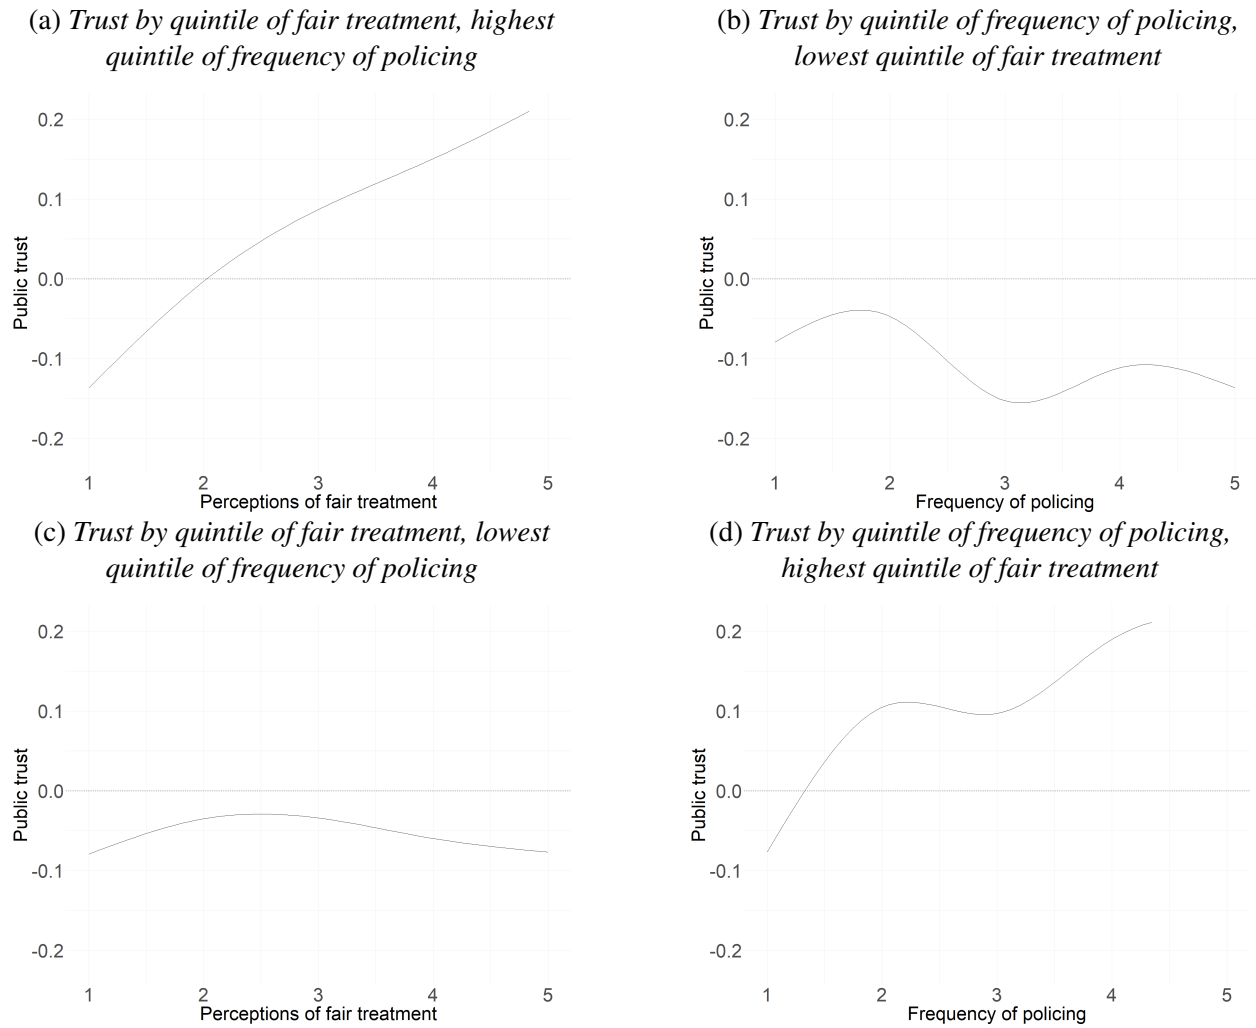 (a) Trust by quintile of fair treatment, highest
quintile of frequency of policing
0.2
0.1
0.0
-0.1
-0.2
Public trust
1 2 3 4 5
Perceptions of fair treatment
(b) Trust by quintile of frequency of policing,
lowest quintile of fair treatment
0.2
0.1
0.0
-0.1
-0.2
Public trust
1 2 3 4 5
Frequency of policing
(c) Trust by quintile of fair treatment, lowest
quintile of frequency of policing
0.2
0.1
0.0
-0.1
-0.2
Public trust
1 2 3 4 5
Perceptions of fair treatment
(d) Trust by quintile of frequency of policing,
highest quintile of fair treatment
0.2
0.1
0.0
-0.1
-0.2
Public trust
1 2 3 4 5
Frequency of policing